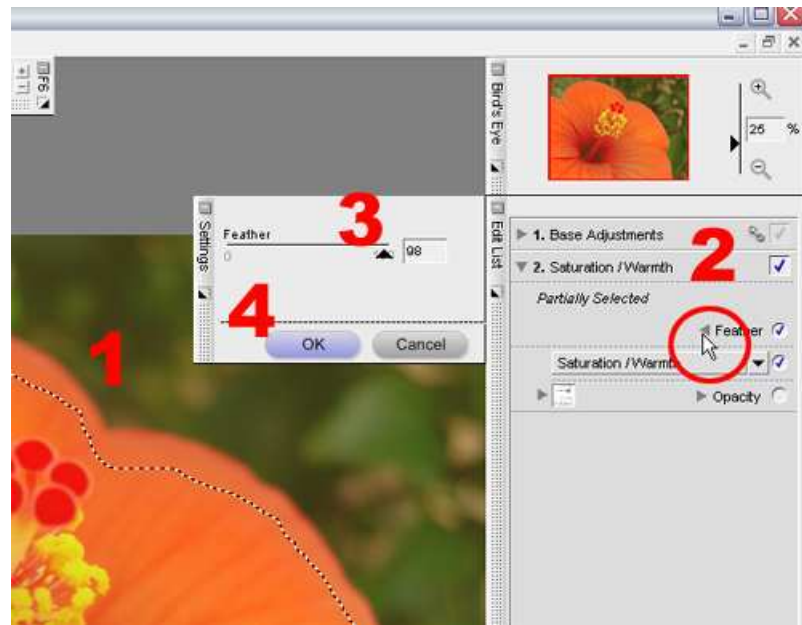 F6
Bird's Eye
25 %
Settings
Feather
0
98
OK
Cancel
Edit List
1. Base Adjustments
2. Saturation / Warmth
Partially Selected
Feather
Saturation / Warmth
Opacity
1
2
3
4